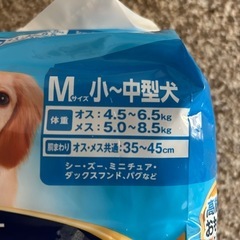 Mサイズ 小～中型犬
体重 オス：4.5～6.5kg
メス：5.0～8.5kg
胴まわり オス・メス共通：35～45cm
シー・ズー、ミニチュア・
ダックスフンド、パグなど